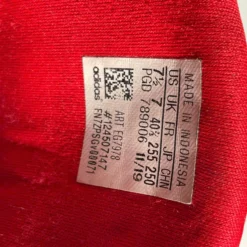 MADE IN INDONESIA
US UK FR JP CHN
7½ 7 40⅔ 255 250
PGD 789006 11/19
ART EG7978
#124507147
FN7ZPSGV00071
adidas